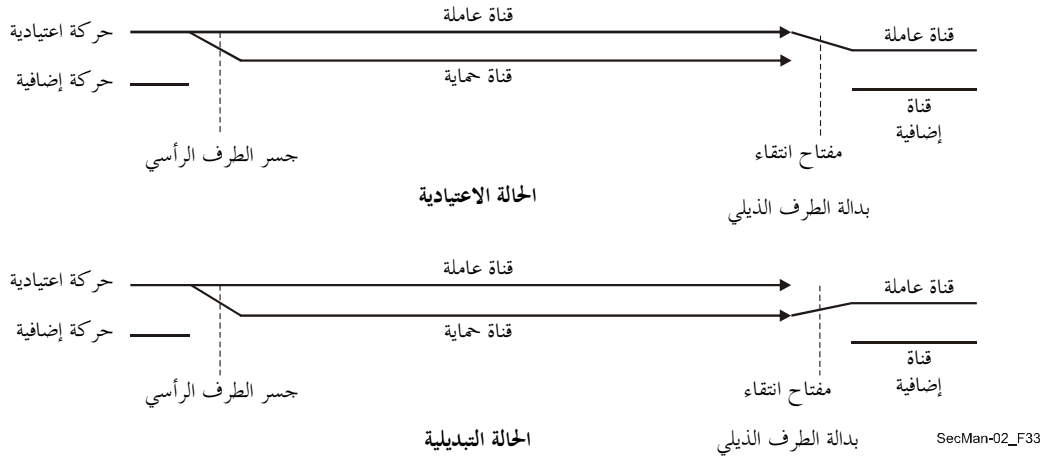 قناة عاملة
حركة اعتيادية
قناة عاملة
قناة حماية
حركة إضافية
قناة
إضافية
جسر الطرف الرأسي
مفتاح انتقاء
الحالة الاعتيادية
بدالة الطرف الذيلي
قناة عاملة
حركة اعتيادية
قناة عاملة
قناة حماية
حركة إضافية
قناة
إضافية
جسر الطرف الرأسي
مفتاح انتقاء
الحالة التبديلية
بدالة الطرف الذيلي
SecMan-02_F33